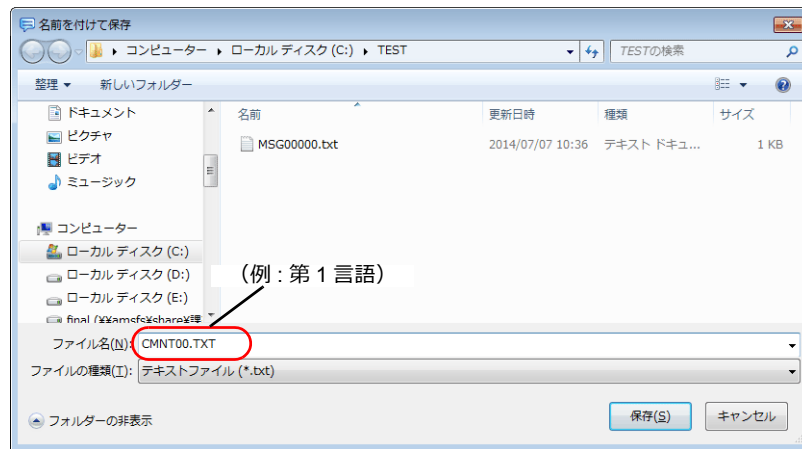 名前を付けて保存
コンピューター ▸ ローカル ディスク (C:) ▸ TEST
TESTの検索
整理 ▼ 新しいフォルダー
ドキュメント
ピクチャ
ビデオ
ミュージック
コンピューター
ローカル ディスク (C:)
ローカル ディスク (D:)
ローカル ディスク (E:)
final (¥¥amsfs¥share¥課
名前 更新日時 種類 サイズ
MSG00000.txt 2014/07/07 10:36 テキスト ドキュ... 1 KB
（例 : 第 1 言語）
ファイル名(N): CMNT00.TXT
ファイルの種類(T): テキストファイル (*.txt)
フォルダーの非表示
保存(S) キャンセル